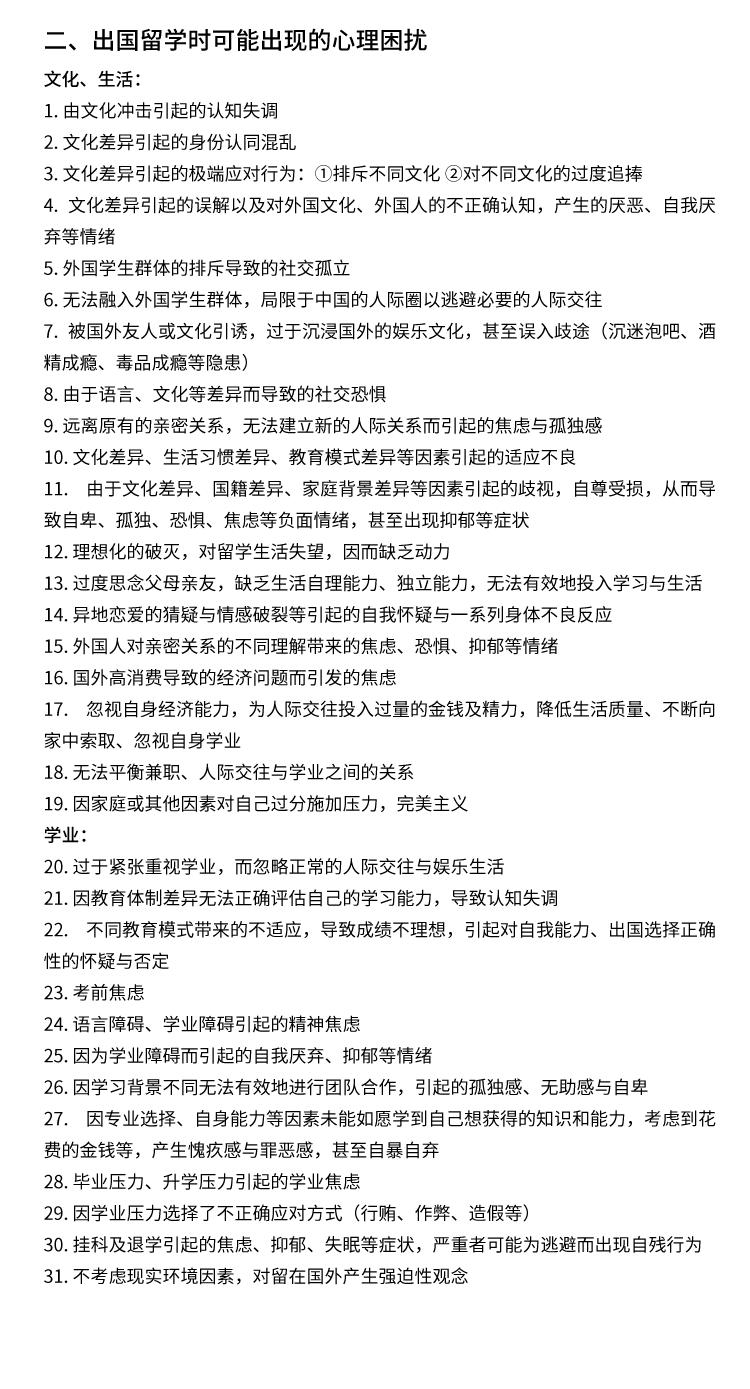 二、出国留学时可能出现的心理困扰
文化、生活：
1. 由文化冲击引起的认知失调
2. 文化差异引起的身份认同混乱
3. 文化差异引起的极端应对行为：①排斥不同文化 ②对不同文化的过度追捧
4. 文化差异引起的误解以及对外国文化、外国人的不正确认知，产生的厌恶、自我厌
弃等情绪
5. 外国学生群体的排斥导致的社交孤立
6. 无法融入外国学生群体，局限于中国的人际圈以逃避必要的人际交往
7. 被国外友人或文化引诱，过于沉浸国外的娱乐文化，甚至误入歧途（沉迷泡吧、酒
精成瘾、毒品成瘾等隐患）
8. 由于语言、文化等差异而导致的社交恐惧
9. 远离原有的亲密关系，无法建立新的人际关系而引起的焦虑与孤独感
10. 文化差异、生活习惯差异、教育模式差异等因素引起的适应不良
11. 由于文化差异、国籍差异、家庭背景差异等因素引起的歧视，自尊受损，从而导
致自卑、孤独、恐惧、焦虑等负面情绪，甚至出现抑郁等症状
12. 理想化的破灭，对留学生活失望，因而缺乏动力
13. 过度思念父母亲友，缺乏生活自理能力、独立能力，无法有效地投入学习与生活
14. 异地恋爱的猜疑与情感破裂等引起的自我怀疑与一系列身体不良反应
15. 外国人对亲密关系的不同理解带来的焦虑、恐惧、抑郁等情绪
16. 国外高消费导致的经济问题而引发的焦虑
17. 忽视自身经济能力，为人际交往投入过量的金钱及精力，降低生活质量、不断向
家中索取、忽视自身学业
18. 无法平衡兼职、人际交往与学业之间的关系
19. 因家庭或其他因素对自己过分施加压力，完美主义
学业：
20. 过于紧张重视学业，而忽略正常的人际交往与娱乐生活
21. 因教育体制差异无法正确评估自己的学习能力，导致认知失调
22. 不同教育模式带来的不适应，导致成绩不理想，引起对自我能力、出国选择正确
性的怀疑与否定
23. 考前焦虑
24. 语言障碍、学业障碍引起的精神焦虑
25. 因为学业障碍而引起的自我厌弃、抑郁等情绪
26. 因学习背景不同无法有效地进行团队合作，引起的孤独感、无助感与自卑
27. 因专业选择、自身能力等因素未能如愿学到自己想获得的知识和能力，考虑到花
费的金钱等，产生愧疚感与罪恶感，甚至自暴自弃
28. 毕业压力、升学压力引起的学业焦虑
29. 因学业压力选择了不正确应对方式（行贿、作弊、造假等）
30. 挂科及退学引起的焦虑、抑郁、失眠等症状，严重者可能为逃避而出现自残行为
31. 不考虑现实环境因素，对留在国外产生强迫性观念